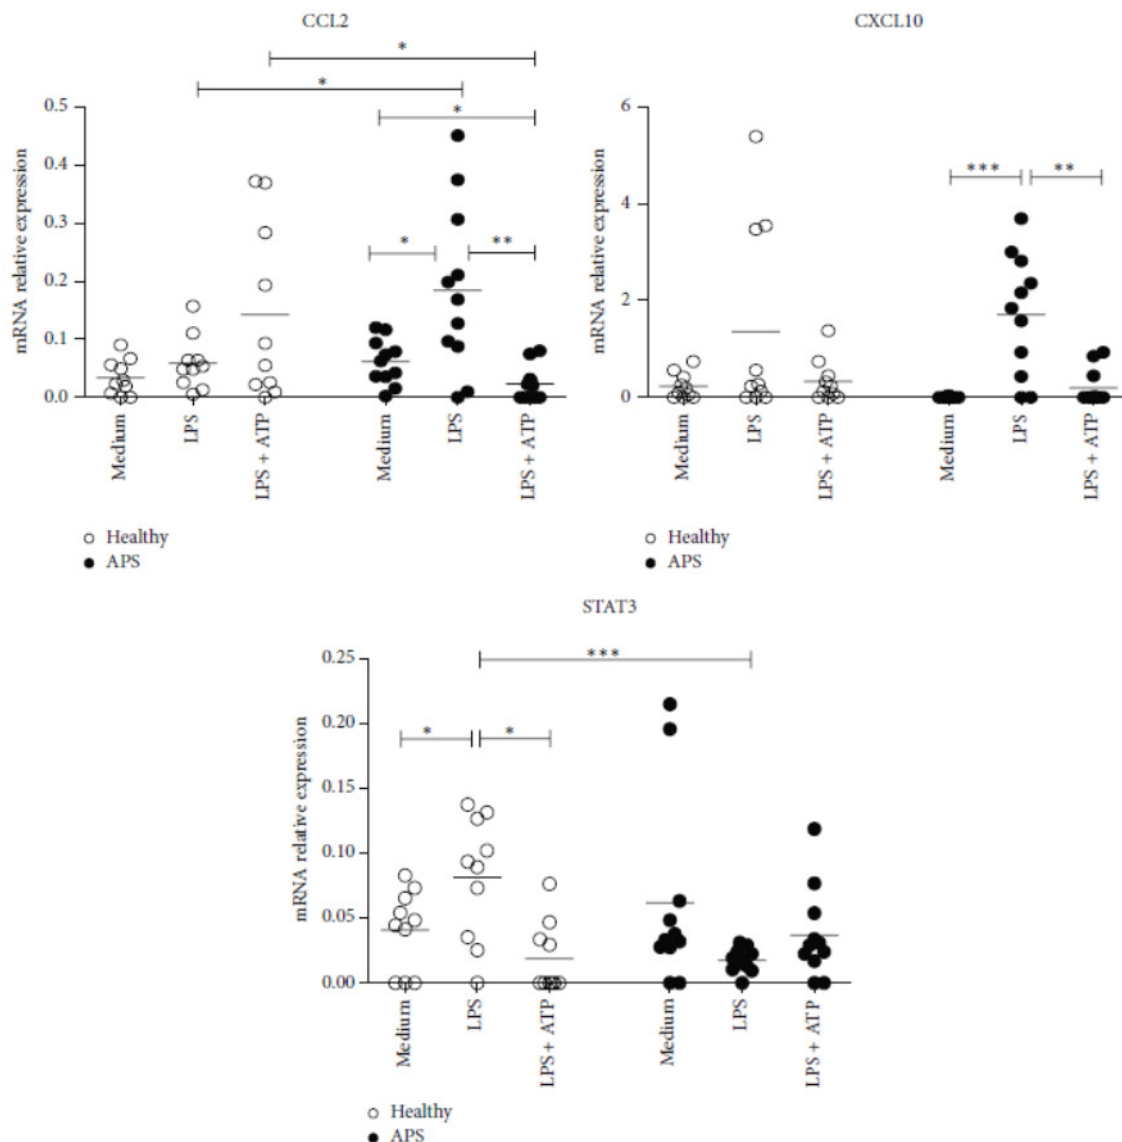 CCL2
*
*
*
*
**
mRNA relative expression
0.5
0.4
0.3
0.2
0.1
0.0
Medium
LPS
LPS + ATP
Medium
LPS
LPS + ATP
Healthy
APS
CXCL10
***
**
mRNA relative expression
6
4
2
0
Medium
LPS
LPS + ATP
Medium
LPS
LPS + ATP
Healthy
APS
STAT3
***
*
*
mRNA relative expression
0.25
0.20
0.15
0.10
0.05
0.00
Medium
LPS
LPS + ATP
Medium
LPS
LPS + ATP
Healthy
APS